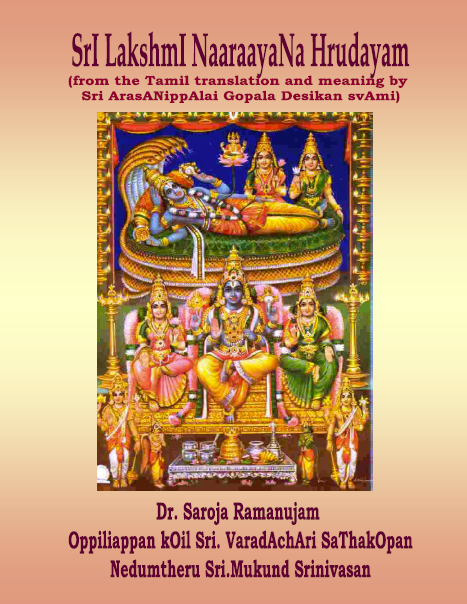 SrI LakshmI NaaraayaNa Hrudayam
(from the Tamil translation and meaning by
Sri ArasANippAlai Gopala Desikan svAmi)
Dr. Saroja Ramanujam
Oppiliappan kOil Sri. VaradAchAri SaThakOpan
Nedumtheru Sri.Mukund Srinivasan